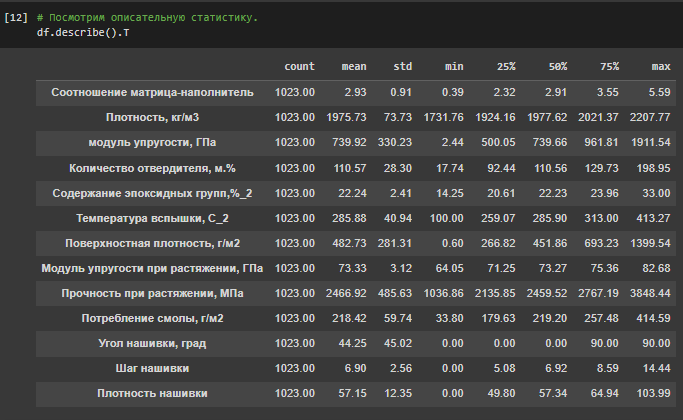 [12] # Посмотрим описательную статистику.
df.describe().T
count mean std min 25% 50% 75% max
Соотношение матрица-наполнитель 1023.00 2.93 0.91 0.39 2.32 2.91 3.55 5.59
Плотность, кг/м3 1023.00 1975.73 73.73 1731.76 1924.16 1977.62 2021.37 2207.77
модуль упругости, ГПа 1023.00 739.92 330.23 2.44 500.05 739.66 961.81 1911.54
Количество отвердителя, м.% 1023.00 110.57 28.30 17.74 92.44 110.56 129.73 198.95
Содержание эпоксидных групп,%_2 1023.00 22.24 2.41 14.25 20.61 22.23 23.96 33.00
Температура вспышки, С_2 1023.00 285.88 40.94 100.00 259.07 285.90 313.00 413.27
Поверхностная плотность, г/м2 1023.00 482.73 281.31 0.60 266.82 451.86 693.23 1399.54
Модуль упругости при растяжении, ГПа 1023.00 73.33 3.12 64.05 71.25 73.27 75.36 82.68
Прочность при растяжении, МПа 1023.00 2466.92 485.63 1036.86 2135.85 2459.52 2767.19 3848.44
Потребление смолы, г/м2 1023.00 218.42 59.74 33.80 179.63 219.20 257.48 414.59
Угол нашивки, град 1023.00 44.25 45.02 0.00 0.00 0.00 90.00 90.00
Шаг нашивки 1023.00 6.90 2.56 0.00 5.08 6.92 8.59 14.44
Плотность нашивки 1023.00 57.15 12.35 0.00 49.80 57.34 64.94 103.99